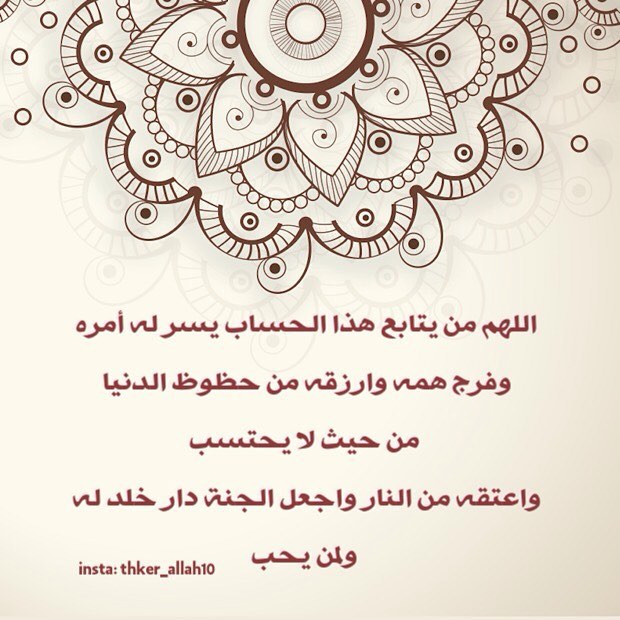 اللهم من يتابع هذا الحساب يسر له أمره
وفرج همه وارزقه من حظوظ الدنيا
من حيث لا يحتسب
واعتقه من النار واجعل الجنة دار خلد له
ولمن يحب
insta: thker_allah10